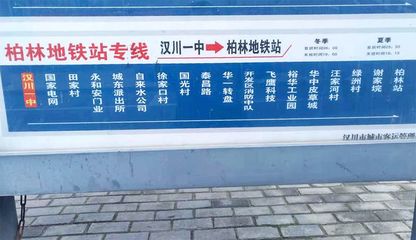 柏林地铁站专线
汉川一中➡柏林地铁站
冬季
夏季
汉川一中
国家电网
田家村
永和安门业
城东派出所
自来水公司
徐家口村
国光村
泰昌路
华一转盘
开发区消防中队
飞鹰科技
裕华工业园
华中皮草城
汪家河村
绿洲村
谢家垸
柏林站
汉川市城市客运管理